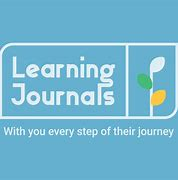 Learning
Journals
With you every step of their journey